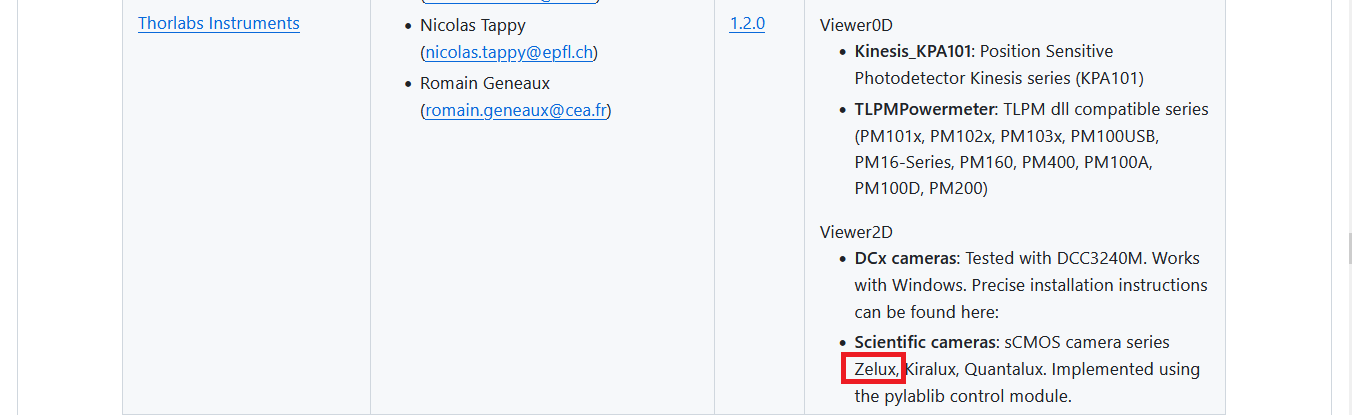 Thorlabs Instruments
• Nicolas Tappy
(nicolas.tappy@epfl.ch)
• Romain Geneaux
(romain.geneaux@cea.fr)
1.2.0
Viewer0D
• Kinesis_KPA101: Position Sensitive
Photodetector Kinesis series (KPA101)
• TLPMPowermeter: TLPM dll compatible series
(PM101x, PM102x, PM103x, PM100USB,
PM16-Series, PM160, PM400, PM100A,
PM100D, PM200)
Viewer2D
• DCx cameras: Tested with DCC3240M. Works
with Windows. Precise installation instructions
can be found here:
• Scientific cameras: sCMOS camera series
Zelux, Kiralux, Quantalux. Implemented using
the pylablib control module.